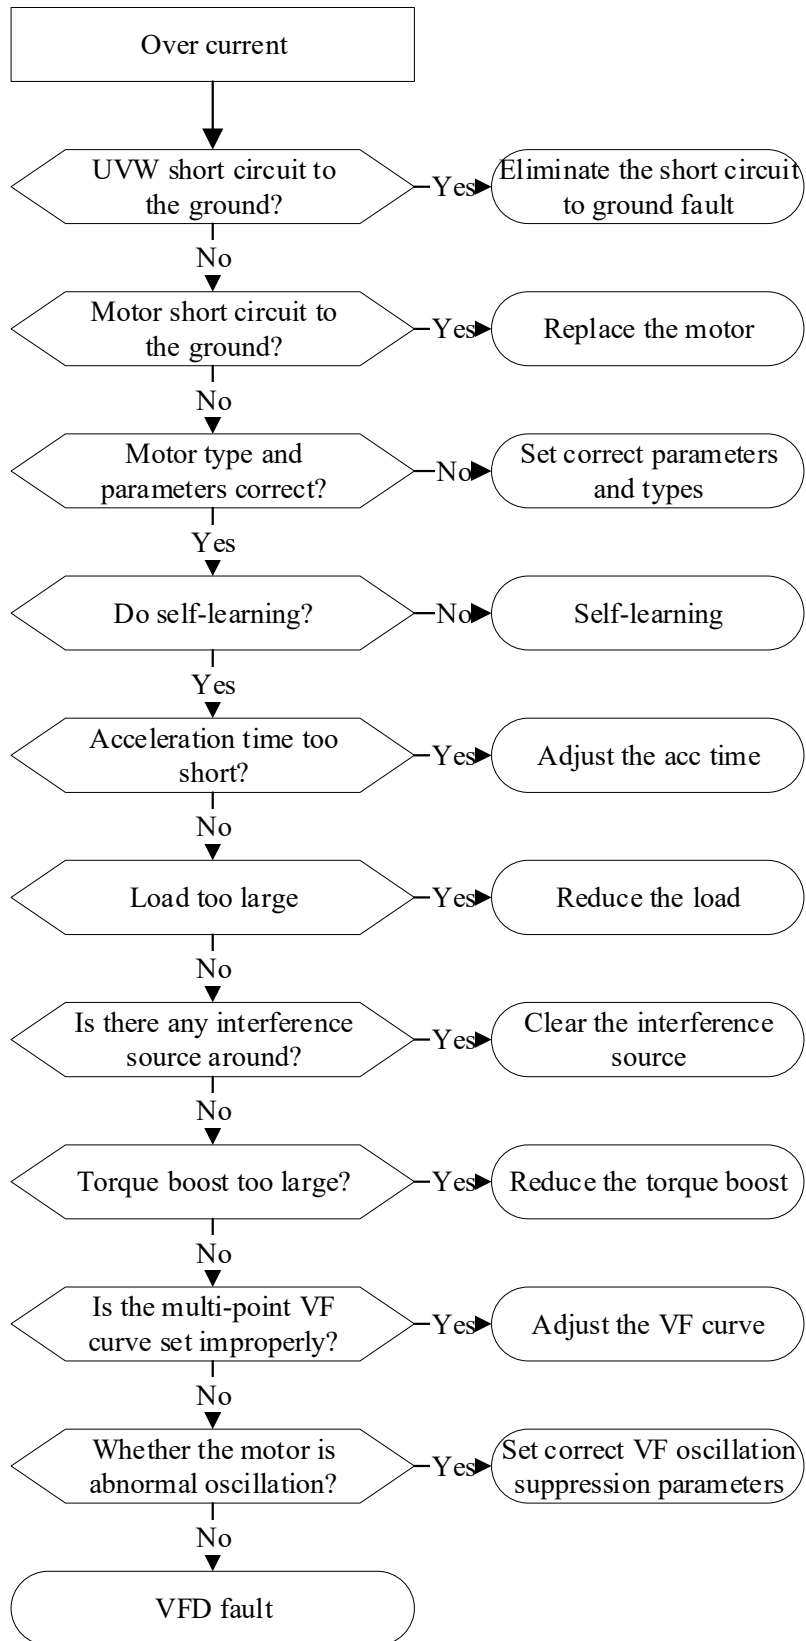 Over current
UVW short circuit to
the ground?
Yes
Eliminate the short circuit
to ground fault
No
Motor short circuit to
the ground?
Yes
Replace the motor
No
Motor type and
parameters correct?
No
Set correct parameters
and types
Yes
Do self-learning?
No
Self-learning
Yes
Acceleration time too
short?
Yes
Adjust the acc time
No
Load too large
Yes
Reduce the load
No
Is there any interference
source around?
Yes
Clear the interference
source
No
Torque boost too large?
Yes
Reduce the torque boost
No
Is the multi-point VF
curve set improperly?
Yes
Adjust the VF curve
No
Whether the motor is
abnormal oscillation?
Yes
Set correct VF oscillation
suppression parameters
No
VFD fault